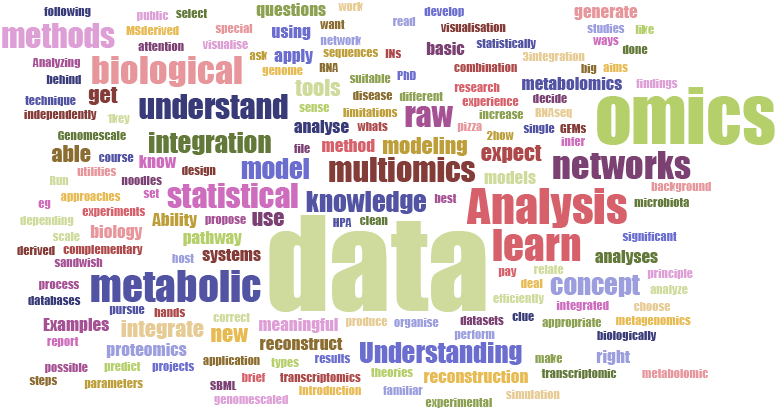 following public select special questions work want read develop visualisation generate
methods MSderived visualise attention using network studies like
Analyzing biological ask apply sequences INs basic statistically ways done
behind genome RNA combination 3integration big aims
technique get understand tools suitable PhD research metabolomics findings
independently 1key sense disease different experience decide omics
Genomescale integration analyse limitations raw increase RNAseq
able course know file whats method pizza 2how single GEMs infer
utilities design model multiomics modeling expect networks
Run noodles statistical models background
eg approaches set knowledge best Analysis microbiota
depending experiments Ability propose use HPA clean
scale biology pathway data learn significant
derived complementary host systems analyses
sandwish metabolic pay relate principle
process deal concept analyze
databases pursue hands efficiently integrated choose
Examples integrate new correct meaningful produce organise datasets clue appropriate metagenomics
report proteomics reconstruct perform biologically
possible predict projects application types results Understanding make right
steps parameters SBML brief transcriptomics theories familiar reconstruction transcriptomic metabolomic
genomescaled Introduction experimental simulation